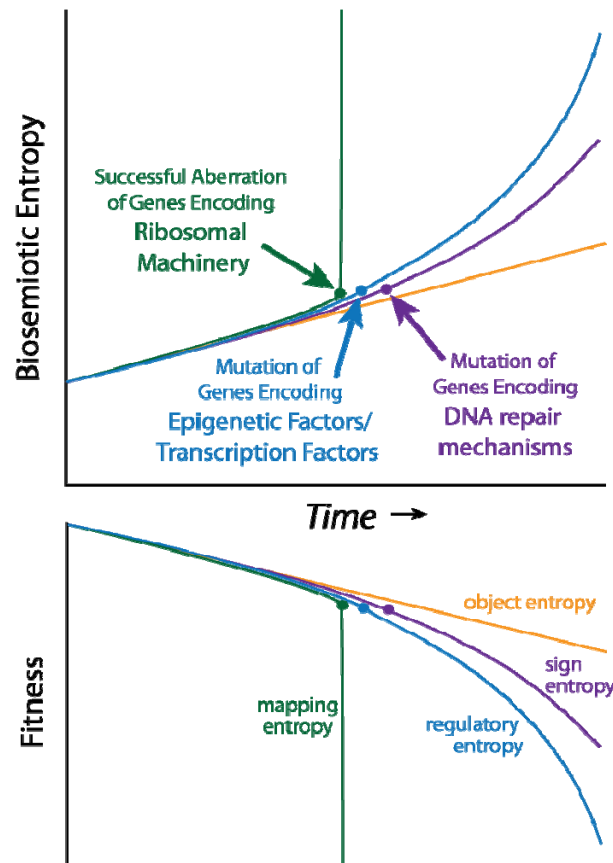 Biosemiotic Entropy
Successful Aberration
of Genes Encoding
Ribosomal
Machinery
Mutation of
Genes Encoding
Epigenetic Factors/
Transcription Factors
Mutation of
Genes Encoding
DNA repair
mechanisms
Time →
Fitness
object entropy
sign
entropy
mapping
entropy
regulatory
entropy